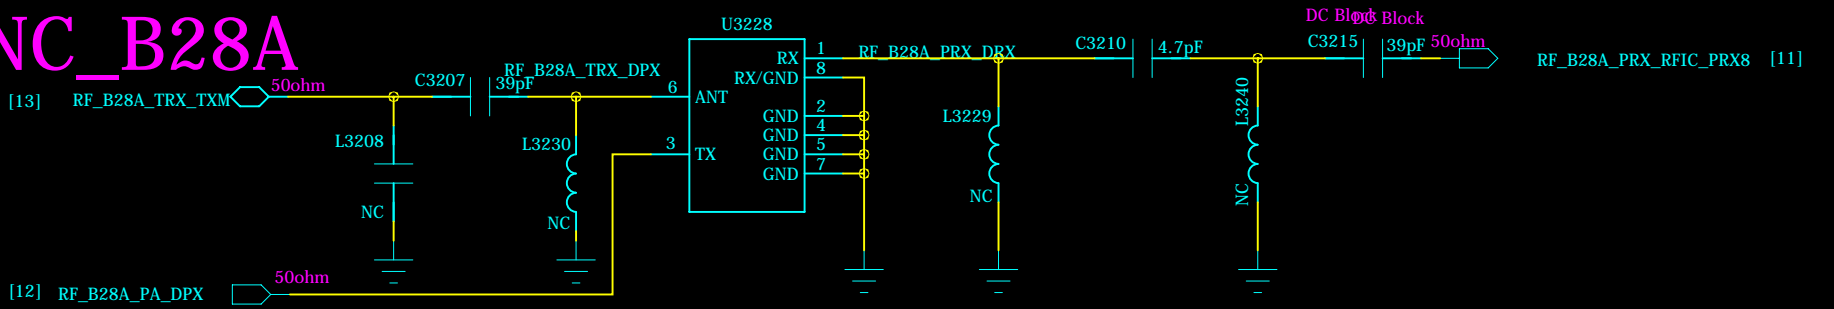 NC_B28A
U3228
DC Block
DC Block
[13] RF_B28A_TRX_TXM
50ohm
C3207
39pF
RF_B28A_TRX_DPX
6
ANT
RX
1
RX/GND
8
GND
2
GND
4
GND
5
GND
7
3
TX
RF_B28A_PRX_DRX
C3210
4.7pF
C3215
39pF
50ohm
RF_B28A_PRX_RFIC_PRX8 [11]
L3208
NC
L3230
NC
L3229
NC
L3240
NC
[12] RF_B28A_PA_DPX
50ohm